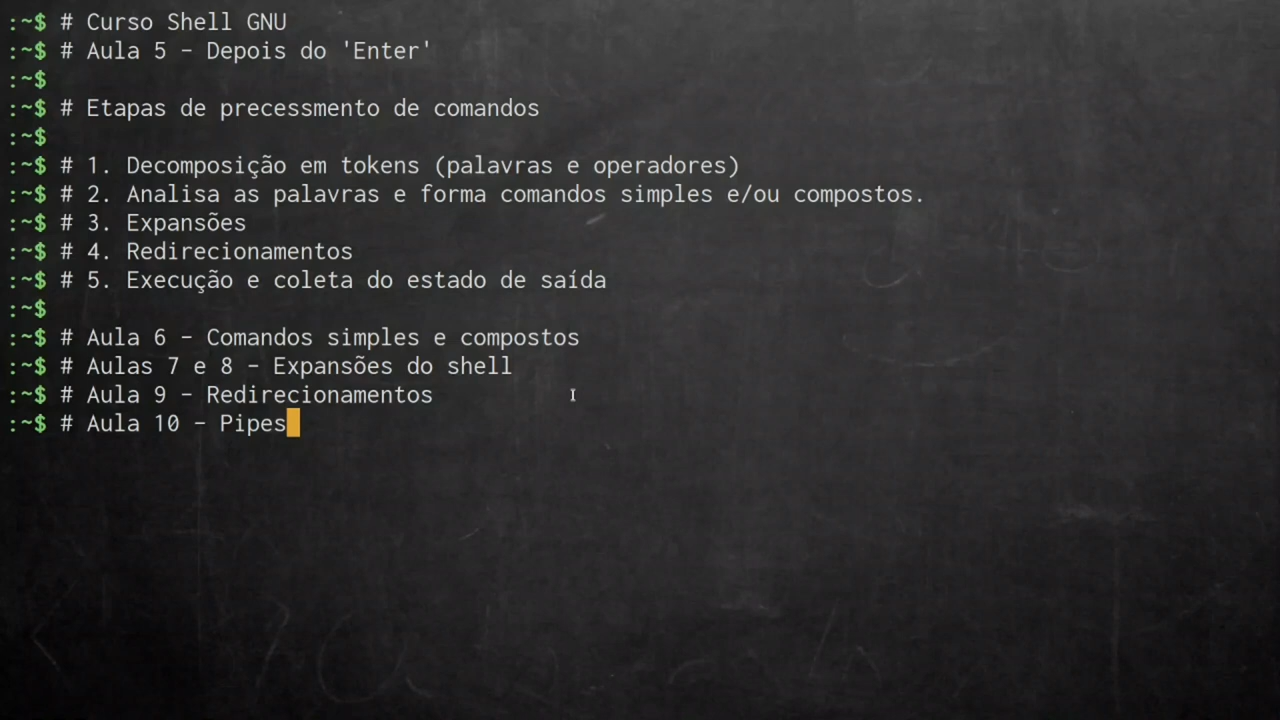 :~$ # Curso Shell GNU
:~$ # Aula 5 - Depois do 'Enter'
:~$
:~$ # Etapas de precessmento de comandos
:~$
:~$ # 1. Decomposição em tokens (palavras e operadores)
:~$ # 2. Analisa as palavras e forma comandos simples e/ou compostos.
:~$ # 3. Expansões
:~$ # 4. Redirecionamentos
:~$ # 5. Execução e coleta do estado de saída
:~$
:~$ # Aula 6 - Comandos simples e compostos
:~$ # Aulas 7 e 8 - Expansões do shell
:~$ # Aula 9 - Redirecionamentos
:~$ # Aula 10 - Pipes